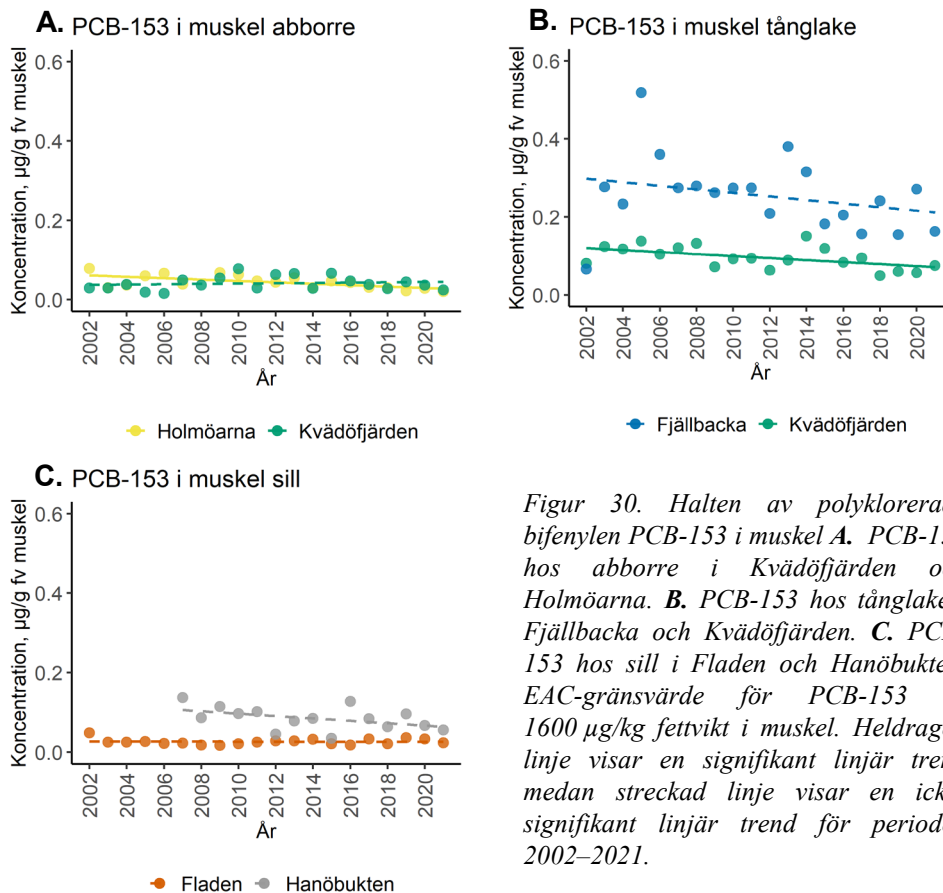 A. PCB-153 i muskel abborre
Koncentration, µg/g fv muskel
0.6
0.4
0.2
0.0
2002 2004 2006 2008 2010 2012 2014 2016 2018 2020
År
Holmöarna Kvädöfjärden
B. PCB-153 i muskel tånglake
Koncentration, µg/g fv muskel
0.6
0.4
0.2
0.0
2002 2004 2006 2008 2010 2012 2014 2016 2018 2020
År
Fjällbacka Kvädöfjärden
C. PCB-153 i muskel sill
Koncentration, µg/g fv muskel
0.6
0.4
0.2
0.0
2002 2004 2006 2008 2010 2012 2014 2016 2018 2020
År
Fladen Hanöbukten
Figur 30. Halten av polyklorerad
bifenylen PCB-153 i muskel A. PCB-15
hos abborre i Kvädöfjärden o
Holmöarna. B. PCB-153 hos tånglake
Fjällbacka och Kvädöfjärden. C. PCB
153 hos sill i Fladen och Hanöbukte
EAC-gränsvärde för PCB-153
1600 µg/kg fettvikt i muskel. Heldrag
linje visar en signifikant linjär tren
medan streckad linje visar en ick
signifikant linjär trend för period
2002–2021.